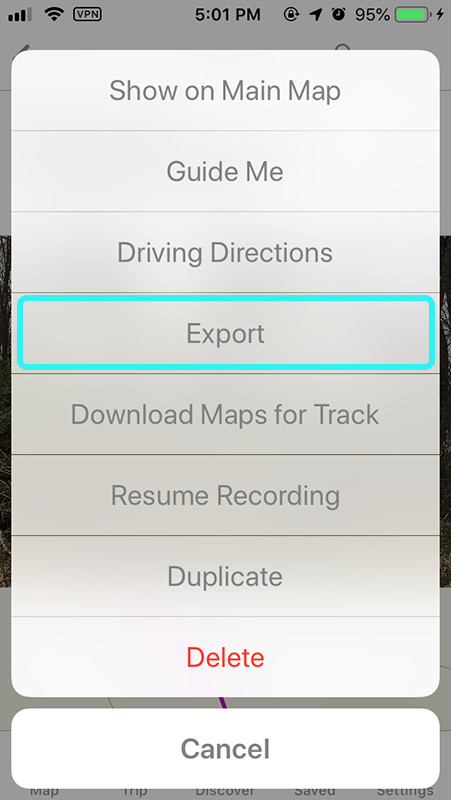 VPN 5:01 PM 95%
Show on Main Map
Guide Me
Driving Directions
Export
Download Maps for Track
Resume Recording
Duplicate
Delete
Cancel
Map Trip Discover Saved Settings